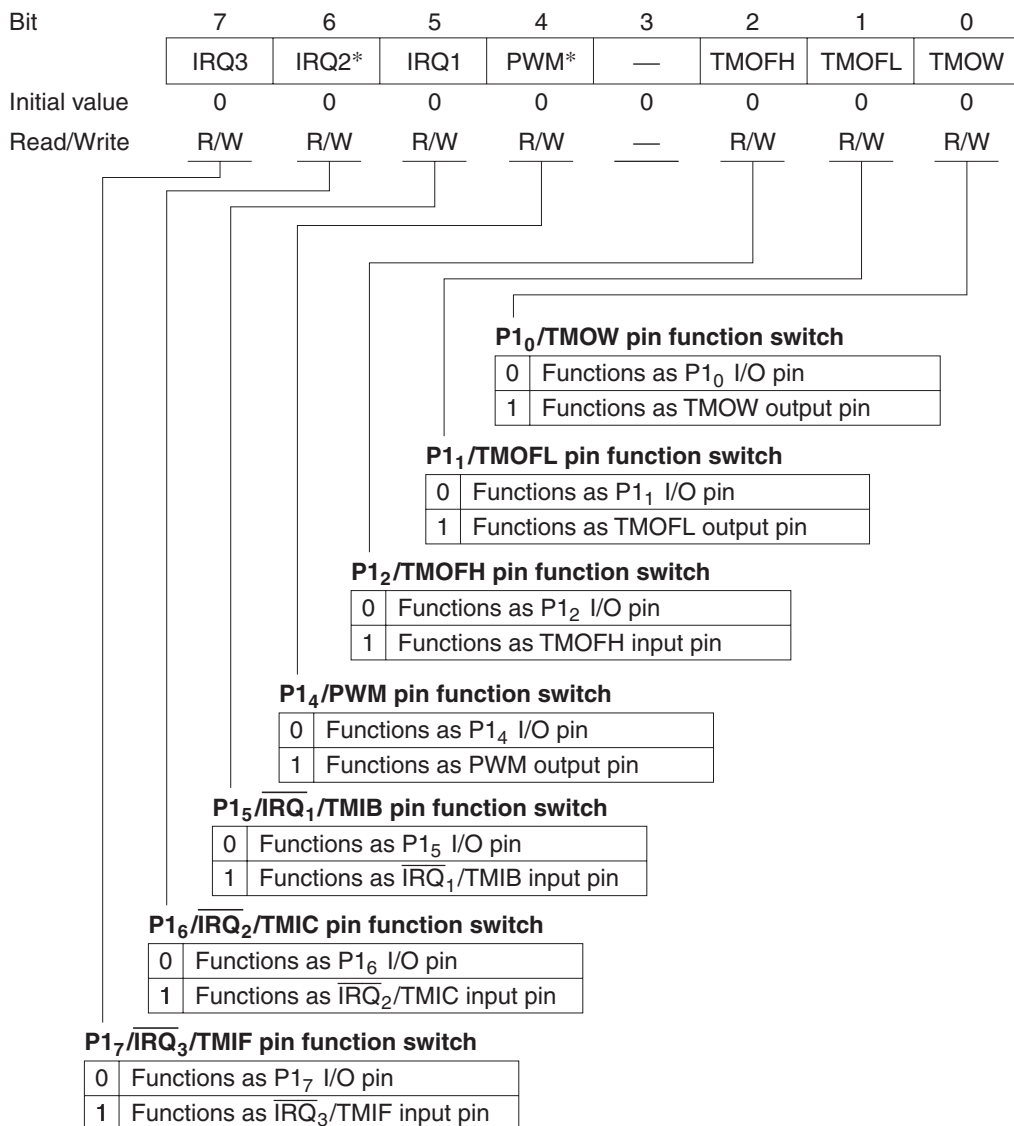 Bit 7 6 5 4 3 2 1 0
IRQ3 IRQ2* IRQ1 PWM* — TMOFH TMOFL TMOW
Initial value 0 0 0 0 0 0 0 0
Read/Write R/W R/W R/W R/W — R/W R/W R/W
P1₀/TMOW pin function switch
0 Functions as P1₀ I/O pin
1 Functions as TMOW output pin
P1₁/TMOFL pin function switch
0 Functions as P1₁ I/O pin
1 Functions as TMOFL output pin
P1₂/TMOFH pin function switch
0 Functions as P1₂ I/O pin
1 Functions as TMOFH input pin
P1₄/PWM pin function switch
0 Functions as P1₄ I/O pin
1 Functions as PWM output pin
P1₅/I̅R̅Q̅₁/TMIB pin function switch
0 Functions as P1₅ I/O pin
1 Functions as I̅R̅Q̅₁/TMIB input pin
P1₆/I̅R̅Q̅₂/TMIC pin function switch
0 Functions as P1₆ I/O pin
1 Functions as I̅R̅Q̅₂/TMIC input pin
P1₇/I̅R̅Q̅₃/TMIF pin function switch
0 Functions as P1₇ I/O pin
1 Functions as I̅R̅Q̅₃/TMIF input pin